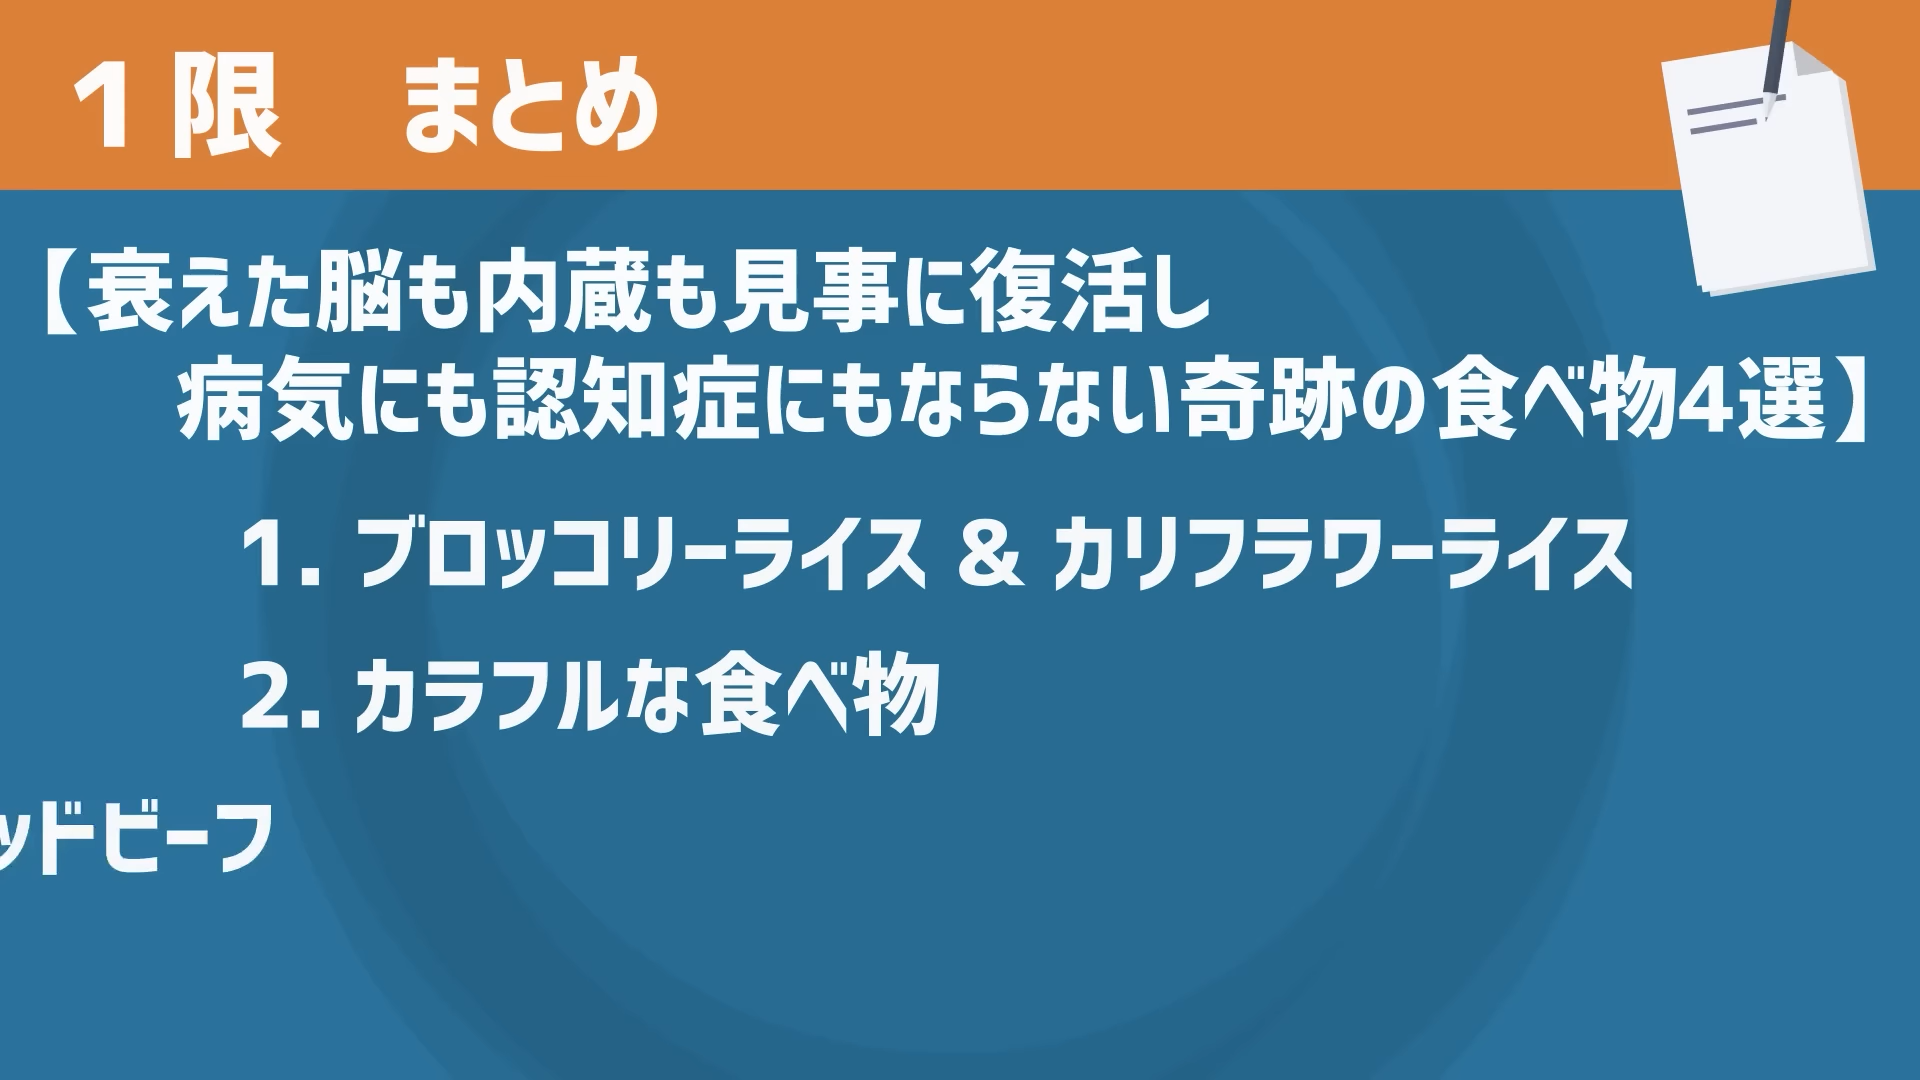 1限　まとめ
【衰えた脳も内蔵も見事に復活し
病気にも認知症にもならない奇跡の食べ物4選】
1. ブロッコリーライス & カリフラワーライス
2. カラフルな食べ物
ッドビーフ